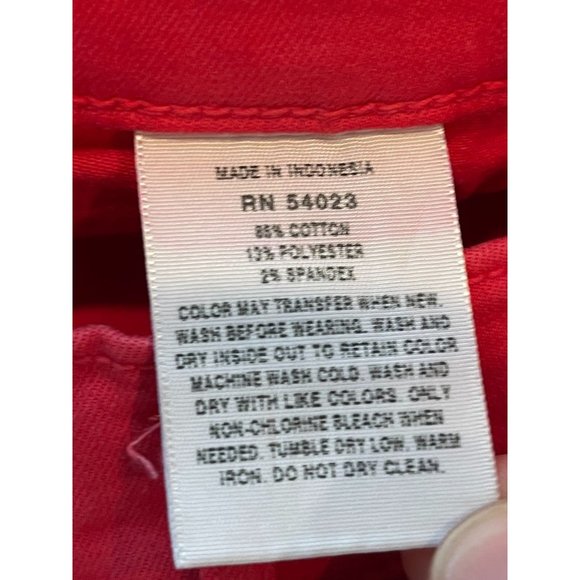 MADE IN INDONESIA
RN 54023
85% COTTON
13% POLYESTER
2% SPANDEX
COLOR MAY TRANSFER WHEN NEW.
WASH BEFORE WEARING. WASH AND
DRY INSIDE OUT TO RETAIN COLOR
MACHINE WASH COLD. WASH AND
DRY WITH LIKE COLORS. ONLY
NON-CHLORINE BLEACH WHEN
NEEDED. TUMBLE DRY LOW. WARM
IRON. DO NOT DRY CLEAN.